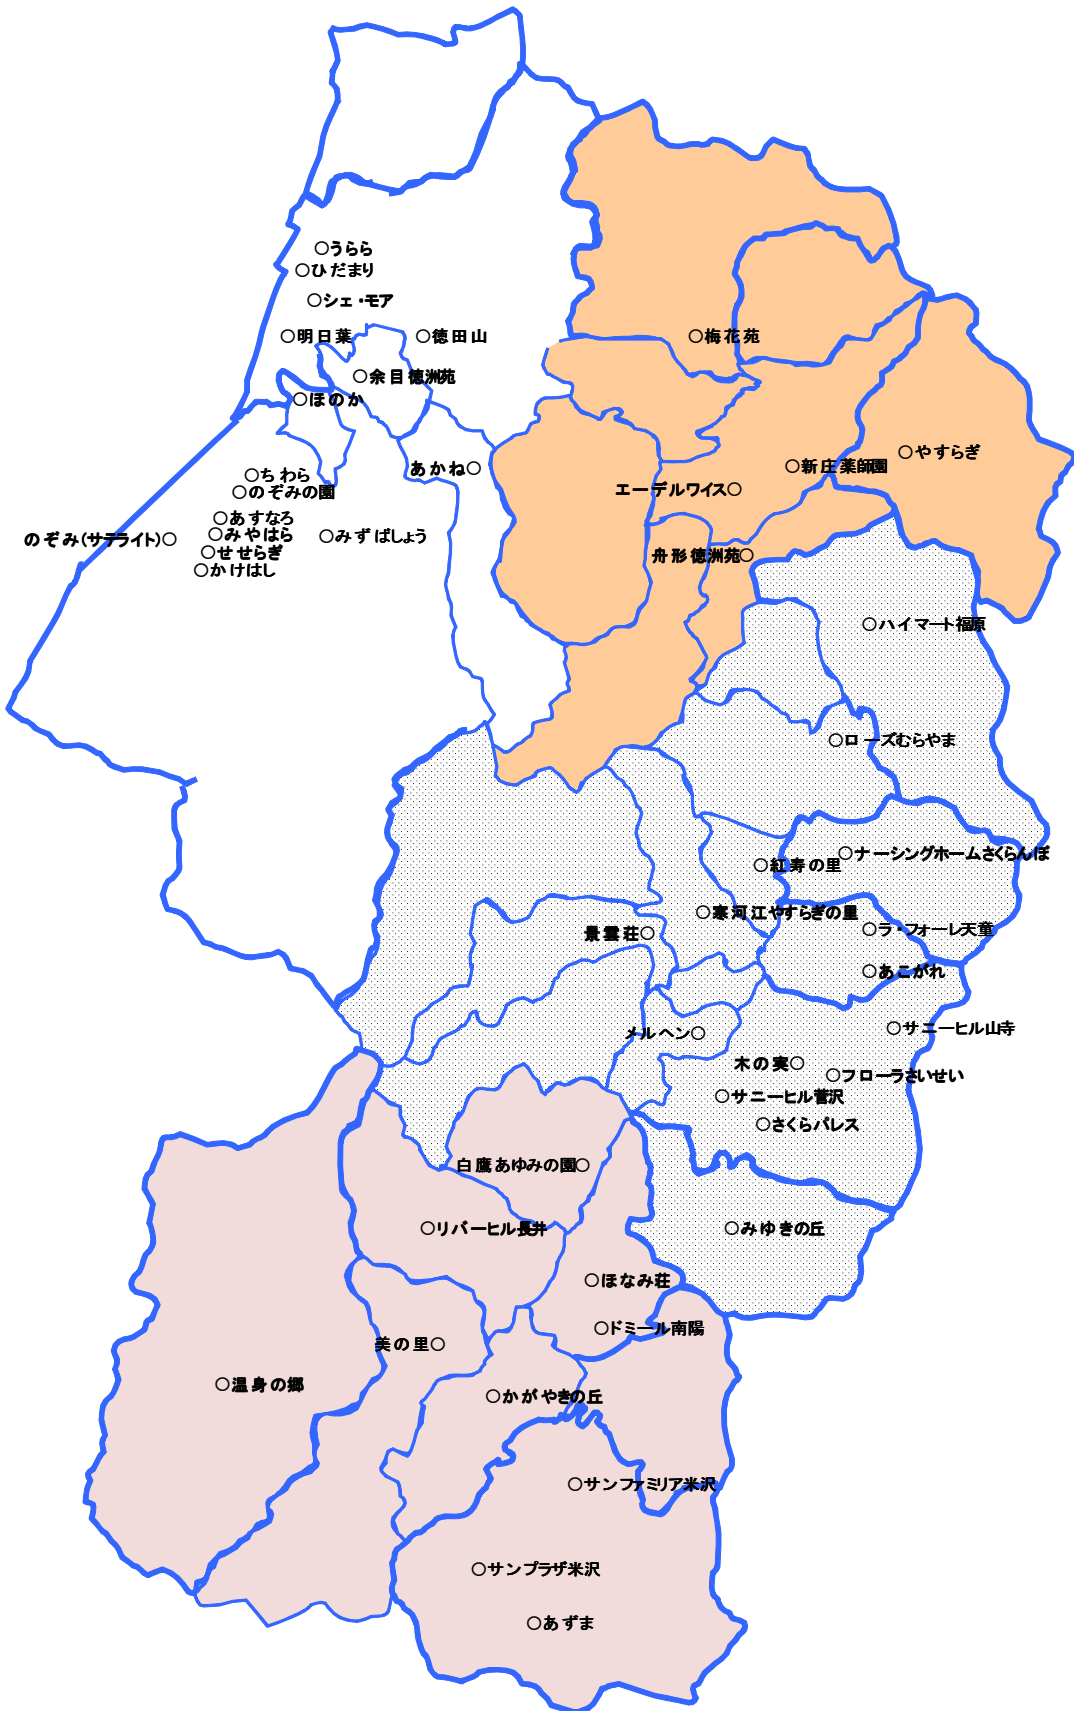 ○うらら
○ひだまり
○シェ・モア
○明日葉
○徳田山
○梅花苑
○余目徳洲苑
○ほのか
○やすらぎ
あかね○
○新庄薬師園
○ちわら
○のぞみの園
エーデルワイス○
○あすなろ
○みやはら
○みずばしょう
のぞみ(サテライト)○
○せせらぎ
舟形徳洲苑○
○かけはし
○ハイマート福原
○ローズむらやま
○ナーシングホームさくらんぼ
○紅寿の里
○寒河江やすらぎの里
○ラ・フォーレ天童
景雲荘○
○あこがれ
○サニーヒル山寺
メルヘン○
木の実○
○フローラさいせい
○サニーヒル菅沢
○さくらパレス
白鷹あゆみの園○
○リバーヒル長井
○みゆきの丘
○ほなみ荘
○ドミール南陽
美の里○
○温身の郷
○かがやきの丘
○サンファミリア米沢
○サンプラザ米沢
○あずま